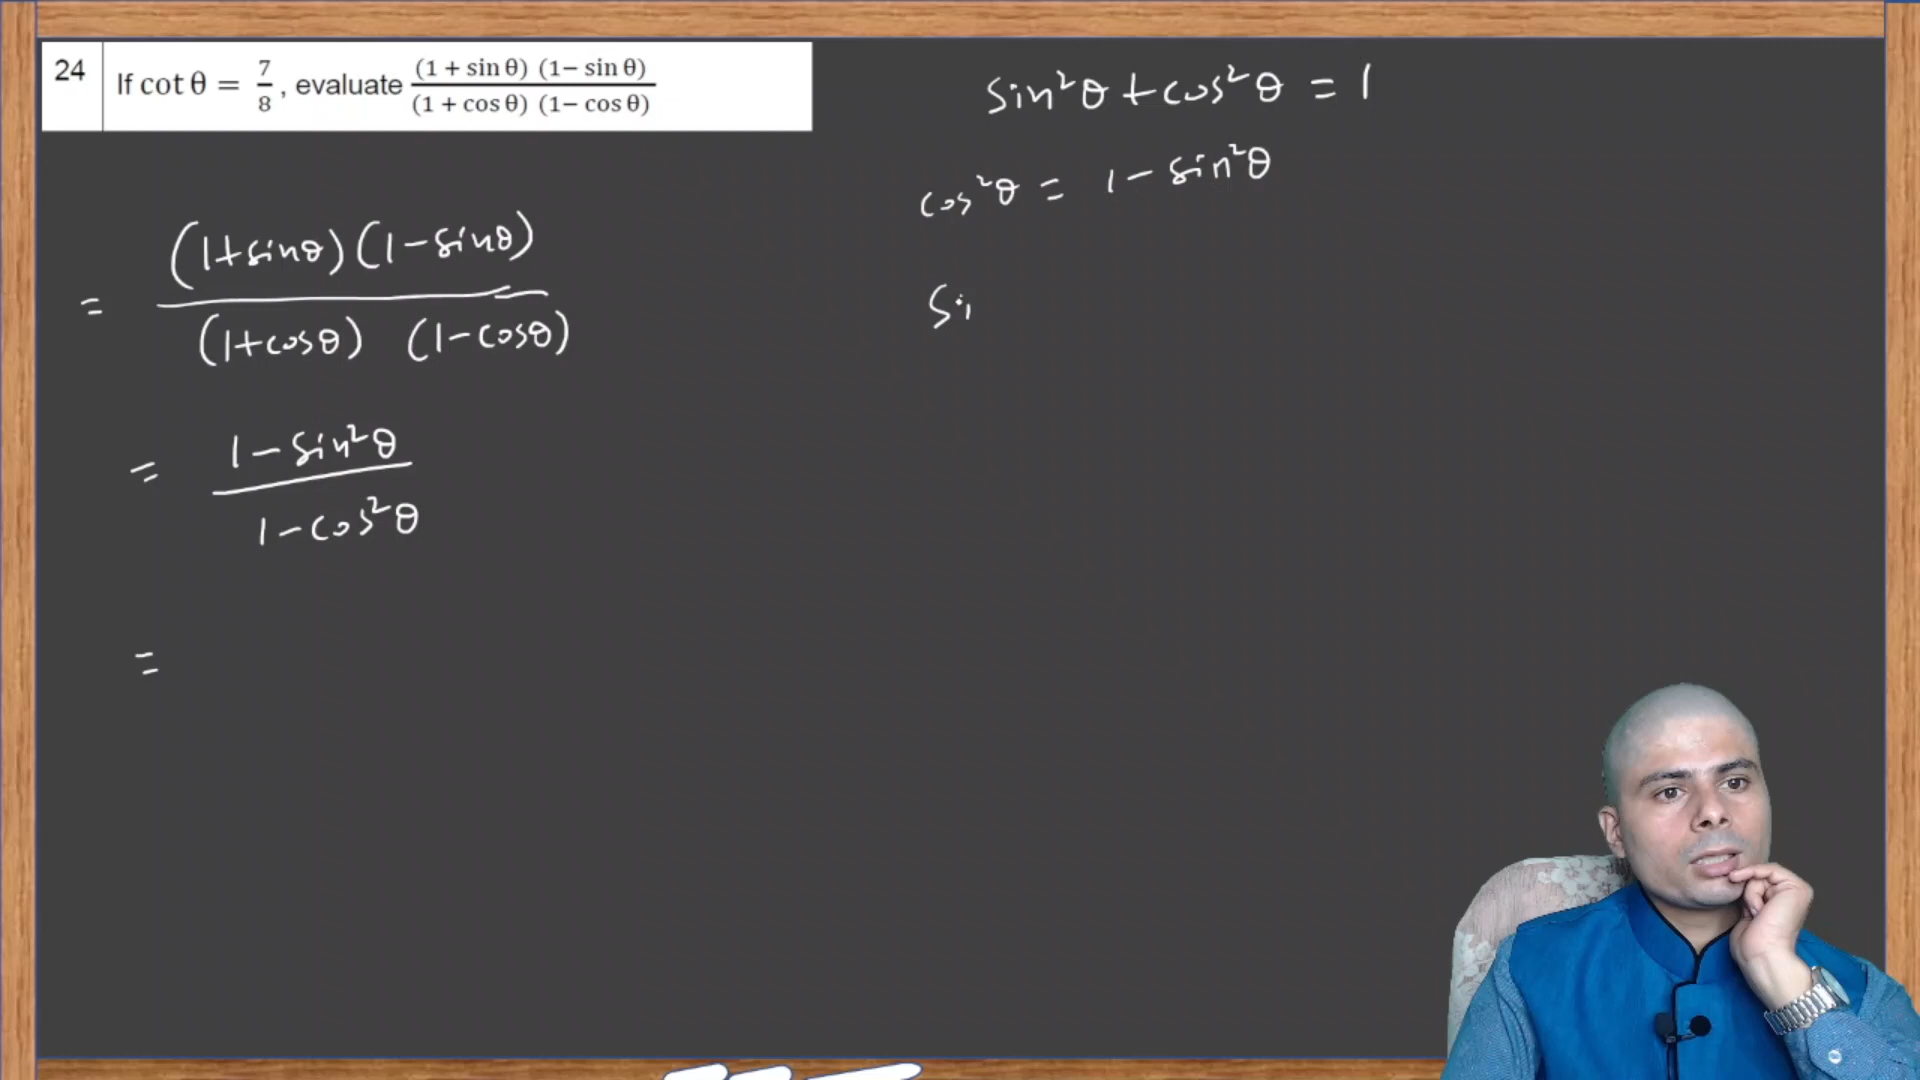 24 If cot θ = 7/8 , evaluate (1 + sin θ) (1− sin θ)/(1 + cos θ) (1− cos θ)
sin²θ + cos²θ = 1
cos²θ = 1 − sin²θ
Si
= (1+sinθ)(1−sinθ)/(1+cosθ) (1−cosθ)
= 1 − sin²θ/1 − cos²θ
=